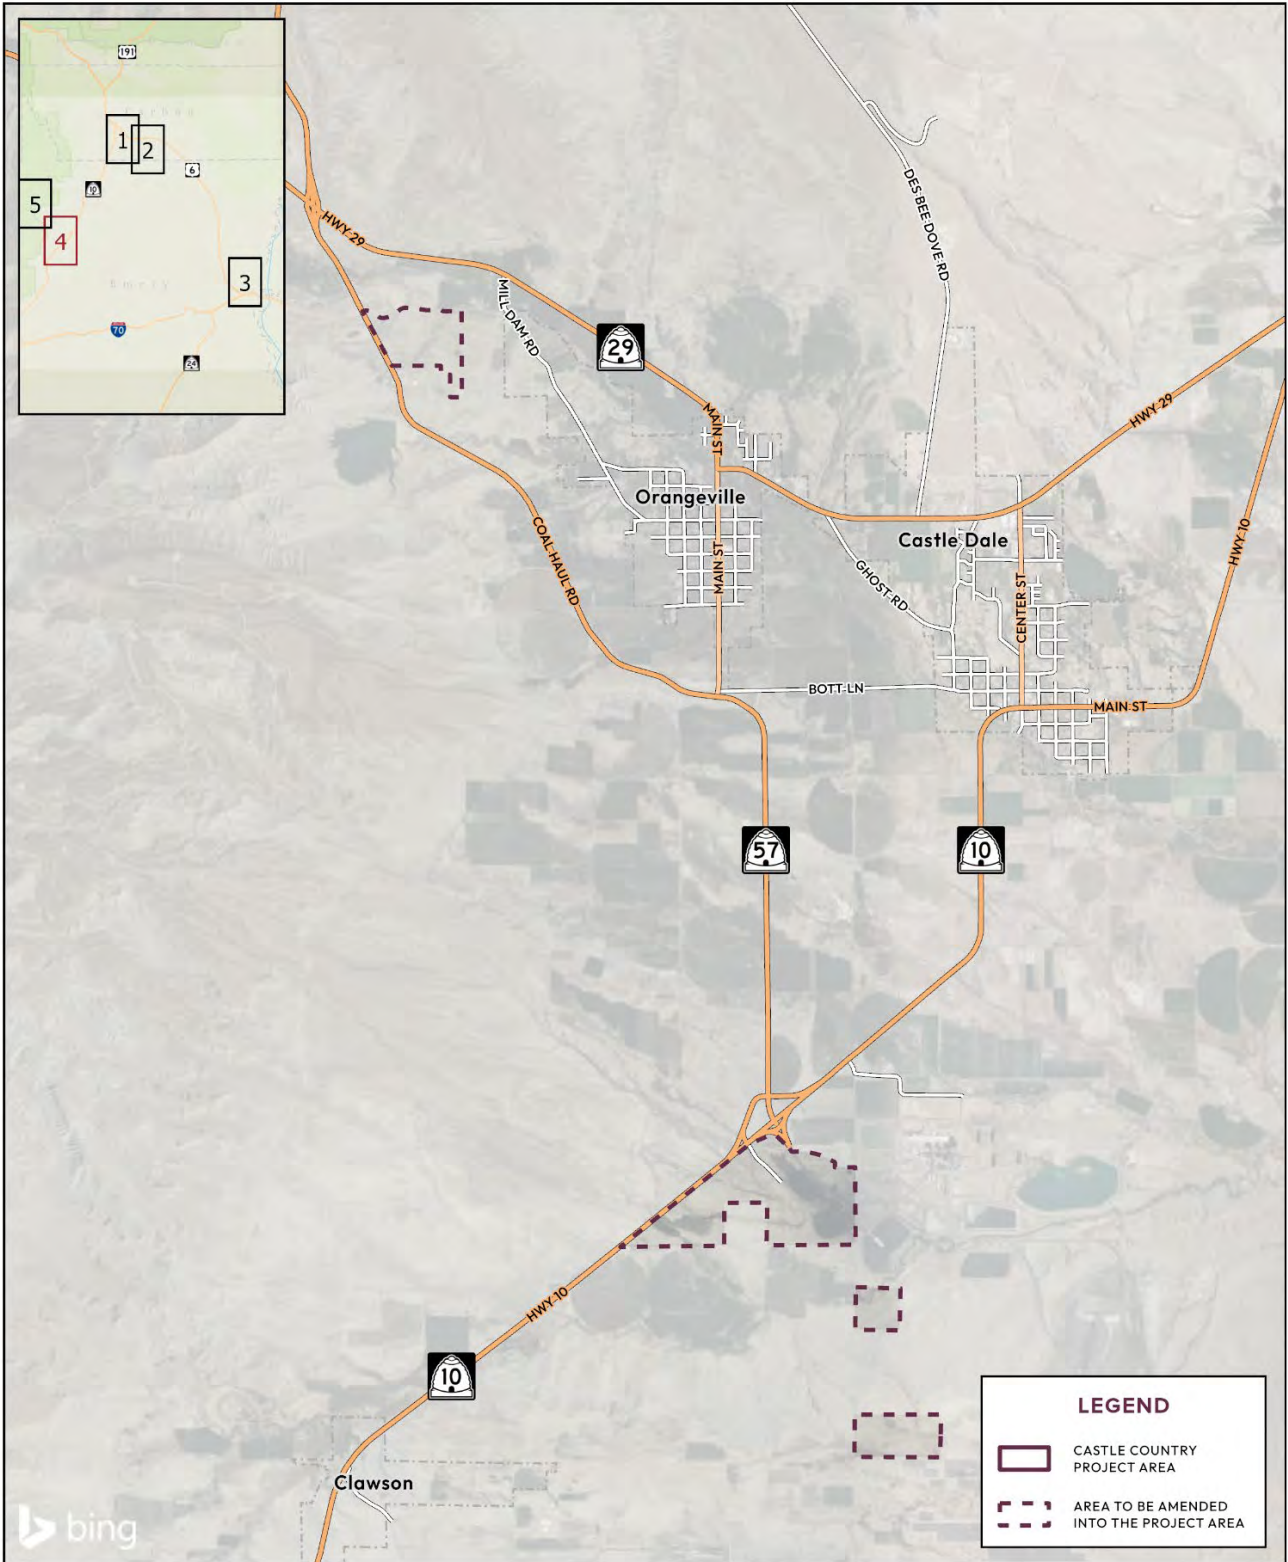 191
Carbon
1
2
6
10
5
4
Emery
3
70
24
HWY 29
DES BEE DOVE RD
MILL DAM RD
29
HWY 29
MAIN ST
Orangeville
HWY 10
COAL HAUL RD
Castle Dale
MAIN ST
GHOST RD
CENTER ST
BOTT LN
MAIN ST
57
10
HWY 10
10
Clawson
LEGEND
CASTLE COUNTRY
PROJECT AREA
AREA TO BE AMENDED
INTO THE PROJECT AREA
bing